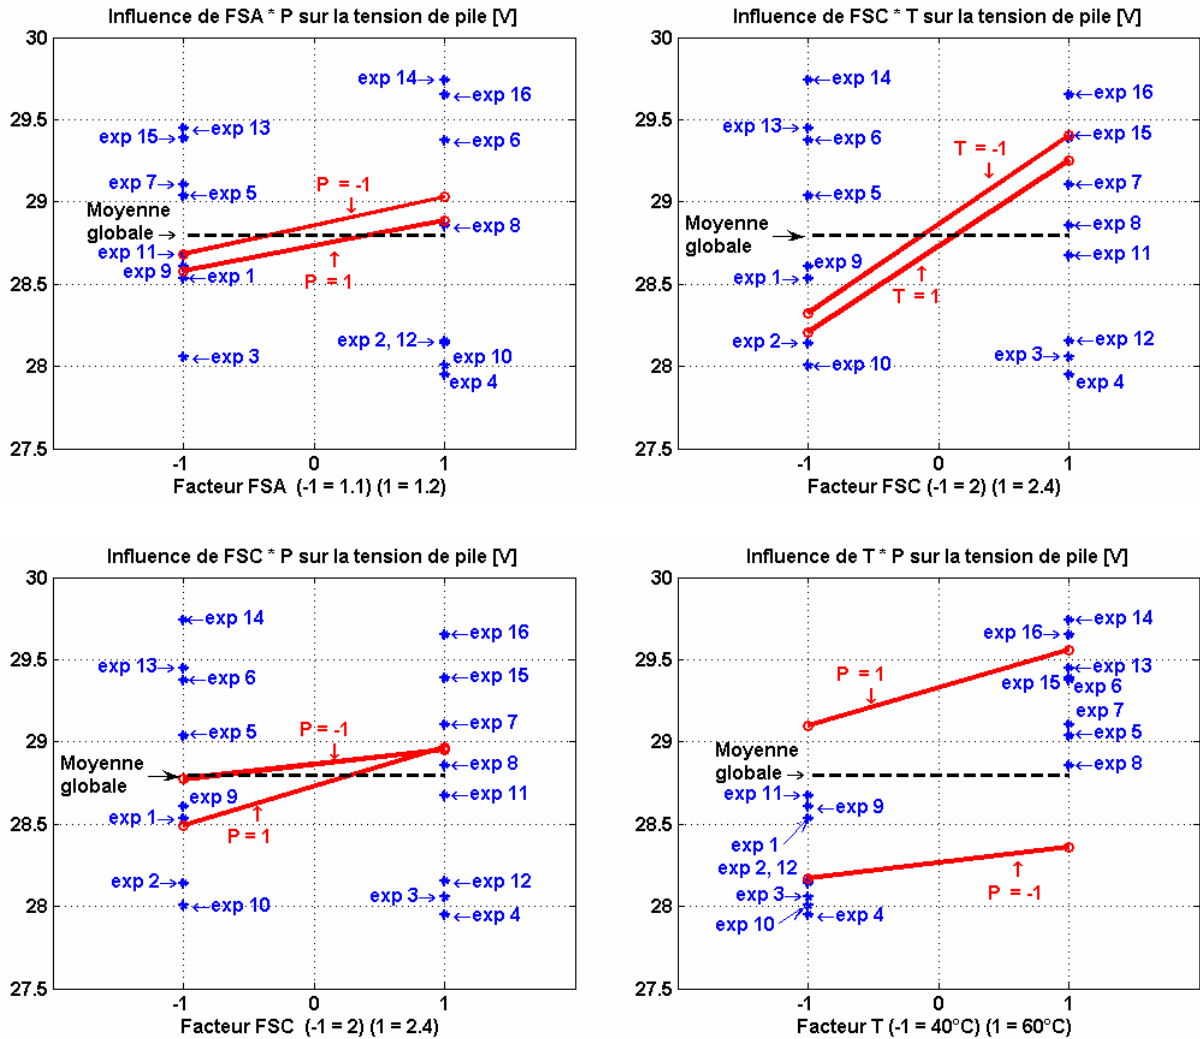 Influence de FSA * P sur la tension de pile [V]
30
29.5
29
28.5
28
27.5
exp 14→
←exp 16
←exp 13
exp 15→
←exp 6
exp 7→
←exp 5
P = -1
Moyenne
globale
←exp 8
exp 11→
exp 9
←exp 1
P = 1
←exp 3
exp 2, 12→
exp 10
exp 4
-1
0
1
Facteur FSA (-1 = 1.1) (1 = 1.2)
Influence de FSC * T sur la tension de pile [V]
30
29.5
29
28.5
28
27.5
←exp 14
←exp 16
exp 13→
←exp 6
←exp 15
T = -1
←exp 5
←exp 7
Moyenne
globale
←exp 8
←exp 11
exp 9
exp 1→
T = 1
exp 2→
←exp 12
exp 3→
←exp 10
exp 4
-1
0
1
Facteur FSC (-1 = 2) (1 = 2.4)
Influence de FSC * P sur la tension de pile [V]
30
29.5
29
28.5
28
27.5
←exp 14
←exp 16
exp 13→
←exp 6
←exp 15
←exp 5
P = -1
←exp 7
Moyenne
globale
←exp 8
←exp 11
exp 9
exp 1→
P = 1
exp 2→
←exp 12
exp 3→
←exp 10
←exp 4
-1
0
1
Facteur FSC (-1 = 2) (1 = 2.4)
Influence de T * P sur la tension de pile [V]
30
29.5
29
28.5
28
27.5
←exp 14
exp 16→
←exp 13
P = 1
exp 15
exp 6
exp 7
←exp 5
Moyenne
globale
←exp 8
exp 11→
←exp 9
exp 1
exp 2, 12
exp 3→
P = -1
exp 10
←exp 4
-1
0
1
Facteur T (-1 = 40°C) (1 = 60°C)